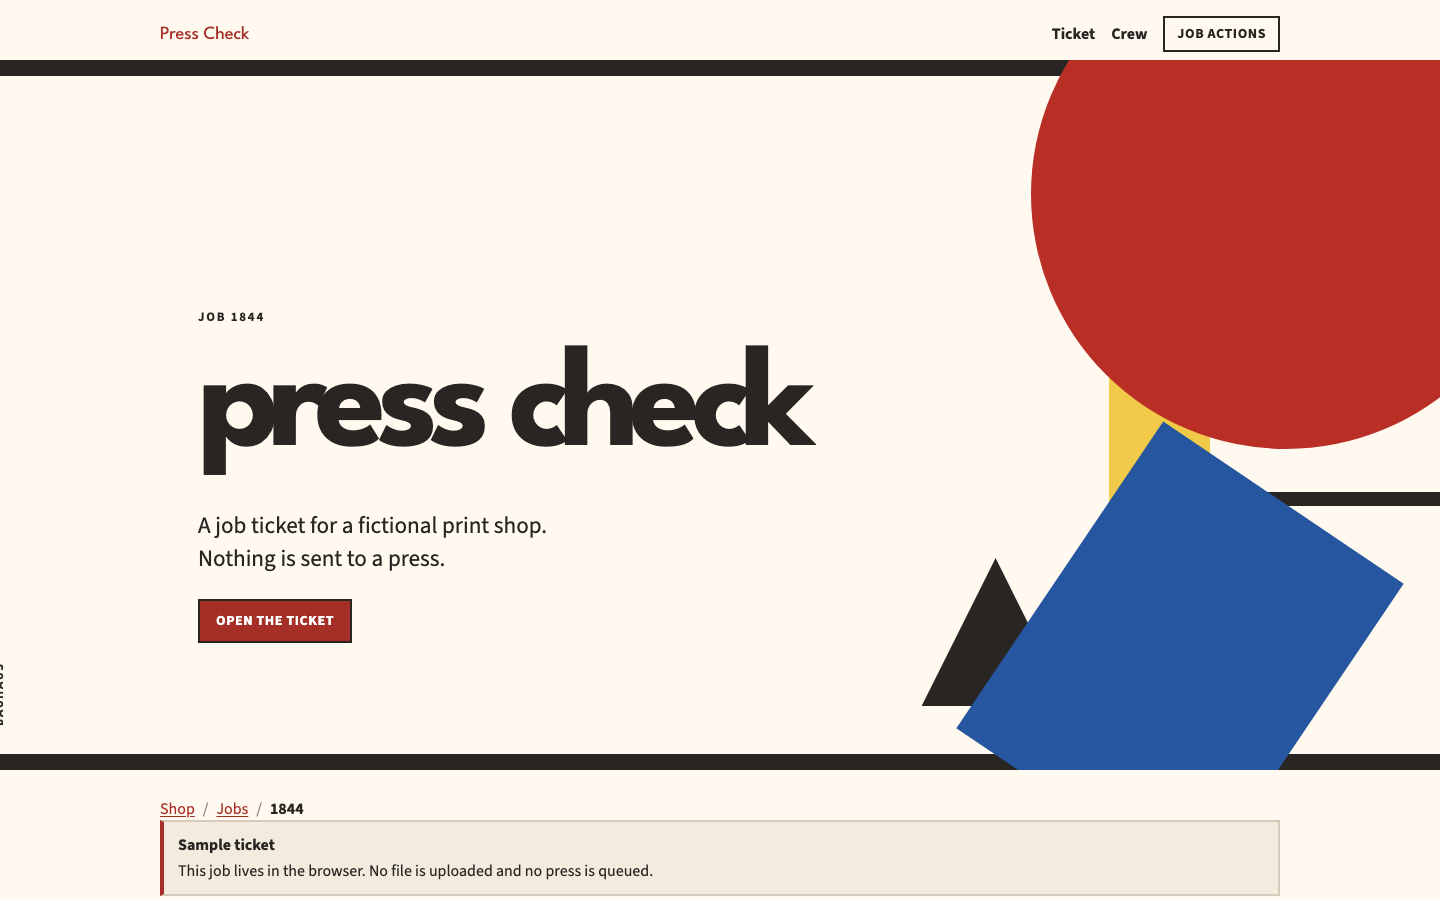 Press Check
Ticket
Crew
JOB ACTIONS
JOB 1844
press check
A job ticket for a fictional print shop.
Nothing is sent to a press.
OPEN THE TICKET
BAUHAUS
Shop / Jobs / 1844
Sample ticket
This job lives in the browser. No file is uploaded and no press is queued.